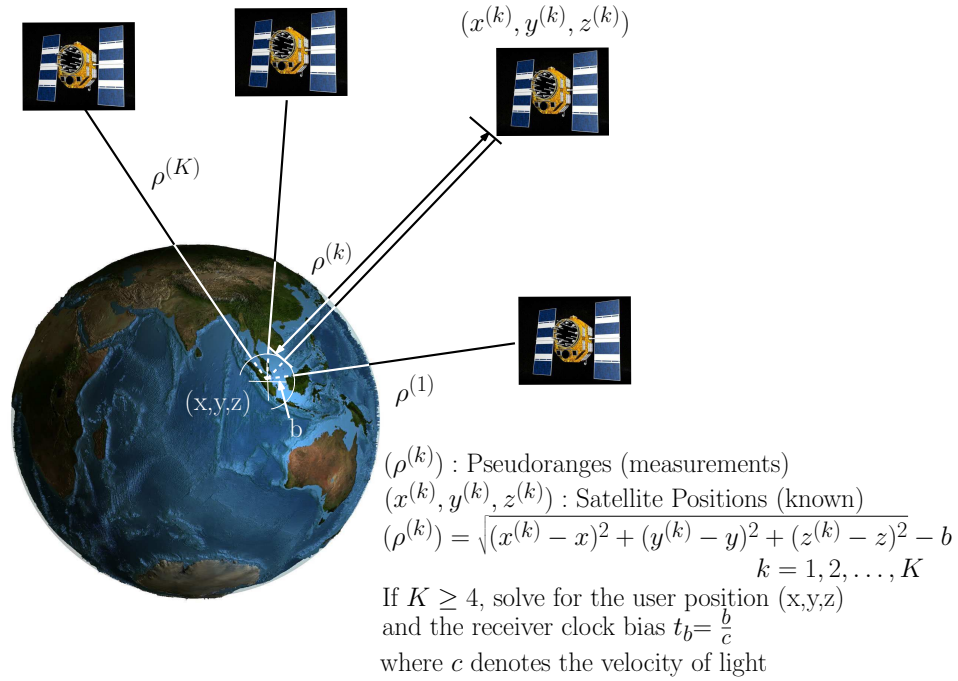 (x^(k), y^(k), z^(k))
ρ^(K)
ρ^(k)
ρ^(1)
(x,y,z)
b
(ρ^(k)) : Pseudoranges (measurements)
(x^(k), y^(k), z^(k)) : Satellite Positions (known)
(ρ^(k)) = √((x^(k) − x)² + (y^(k) − y)² + (z^(k) − z)²) − b
k = 1, 2, . . . , K
If K ≥ 4, solve for the user position (x,y,z)
and the receiver clock bias t_b= b/c
where c denotes the velocity of light